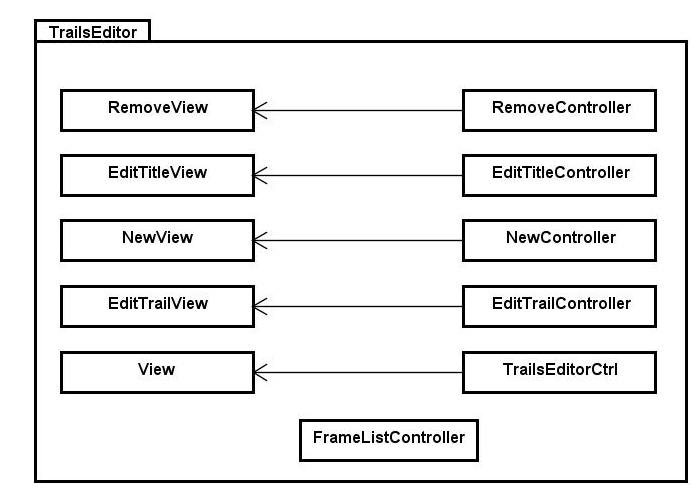 TrailsEditor
RemoveView
RemoveController
EditTitleView
EditTitleController
NewView
NewController
EditTrailView
EditTrailController
View
TrailsEditorCtrl
FrameListController